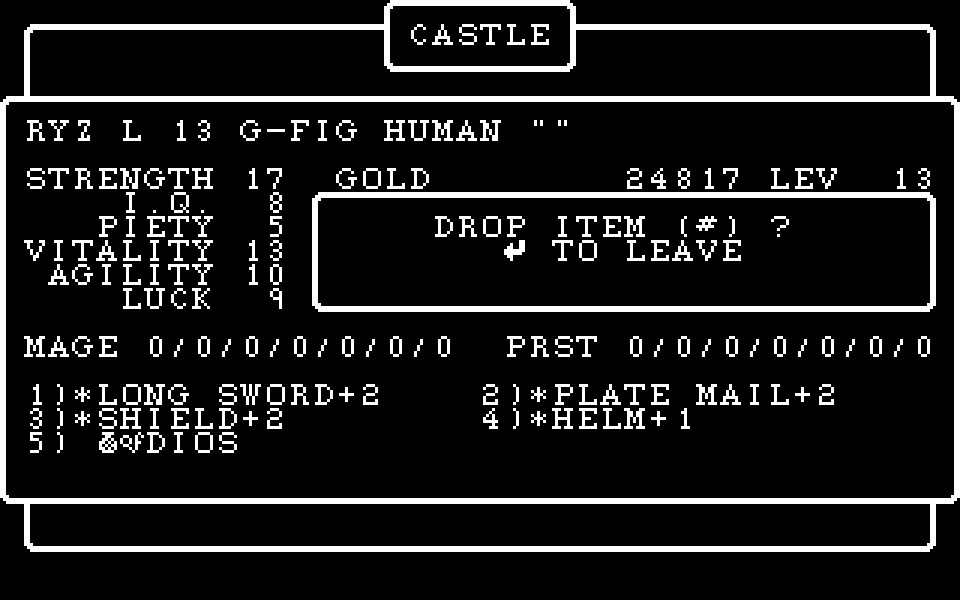 CASTLE
RYZ L 13 G-FIG HUMAN ""
STRENGTH 17 GOLD 24817 LEV 13
I.Q. 8
PIETY 5
DROP ITEM (#) ?
VITALITY 13
↵ TO LEAVE
AGILITY 10
LUCK 9
MAGE 0/0/0/0/0/0/0 PRST 0/0/0/0/0/0/0
1)*LONG SWORD+2 2)*PLATE MAIL+2
3)*SHIELD+2 4)*HELM+1
5) DIOS